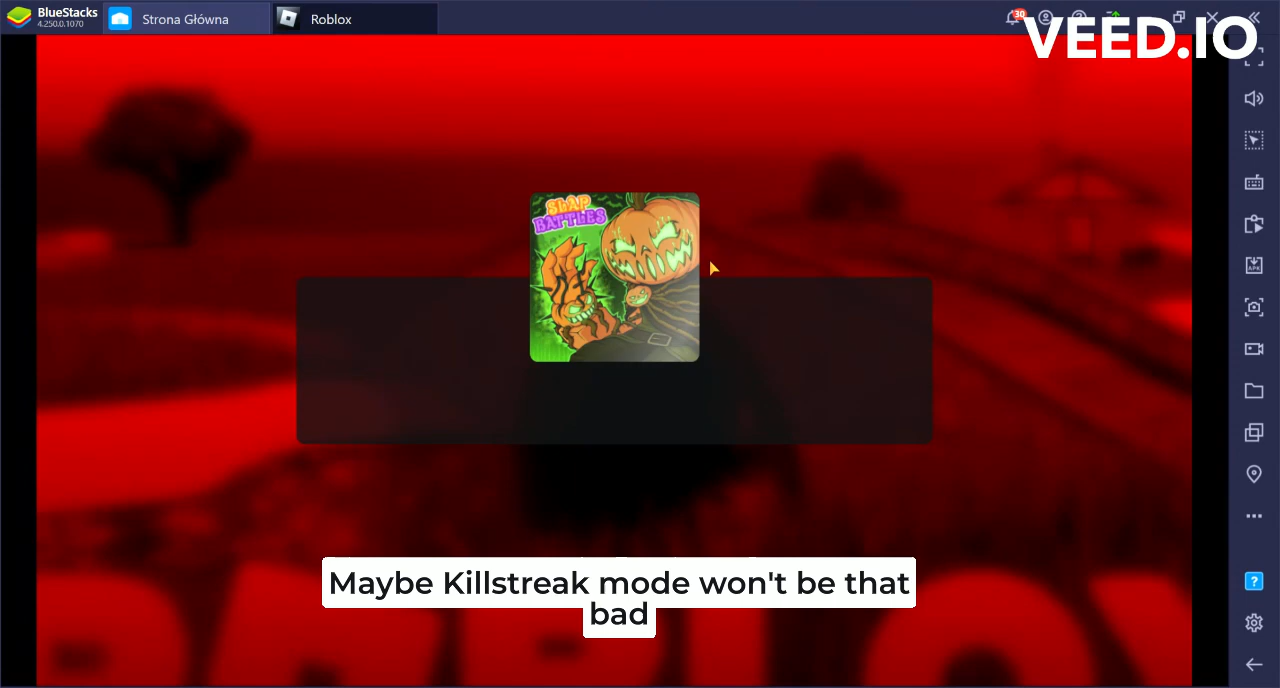 BlueStacks
4.250.0.1070
Strona Główna
Roblox
30
VEED.IO
SLAP
BATTLES
APK
Maybe Killstreak mode won't be that
bad
?